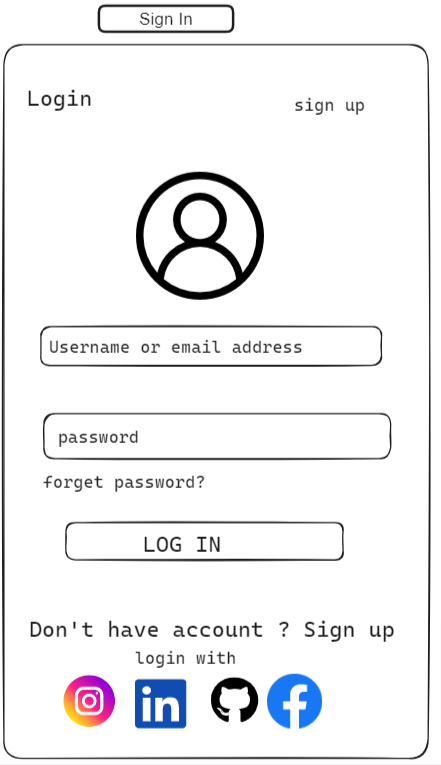 Sign In
Login
sign up
Username or email address
password
forget password?
LOG IN
Don't have account ? Sign up
login with
in